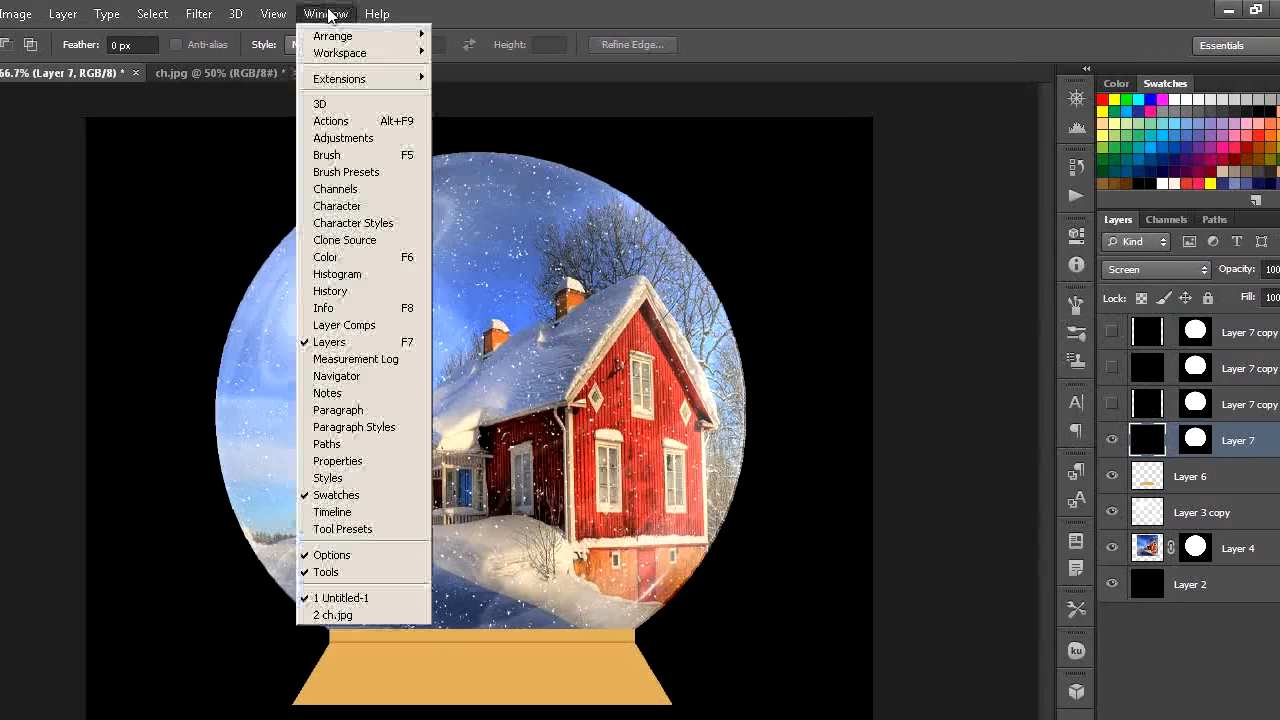 Image Layer Type Select Filter 3D View Window Help
Feather: 0 px Anti-alias Style: Height: Refine Edge... Essentials
66.7% (Layer 7, RGB/8) * × ch.jpg @ 50% (RGB/8#) *
Arrange
Workspace
Extensions
3D
Actions Alt+F9
Adjustments
Brush F5
Brush Presets
Channels
Character
Character Styles
Clone Source
Color F6
Histogram
History
Info F8
Layer Comps
Layers F7
Measurement Log
Navigator
Notes
Paragraph
Paragraph Styles
Paths
Properties
Styles
Swatches
Timeline
Tool Presets
Options
Tools
1 Untitled-1
2 ch.jpg
Color Swatches
Layers Channels Paths
Kind
Screen Opacity: 100
Lock: Fill: 100
Layer 7 copy
Layer 7 copy
Layer 7 copy
Layer 7
Layer 6
Layer 3 copy
Layer 4
Layer 2
ku